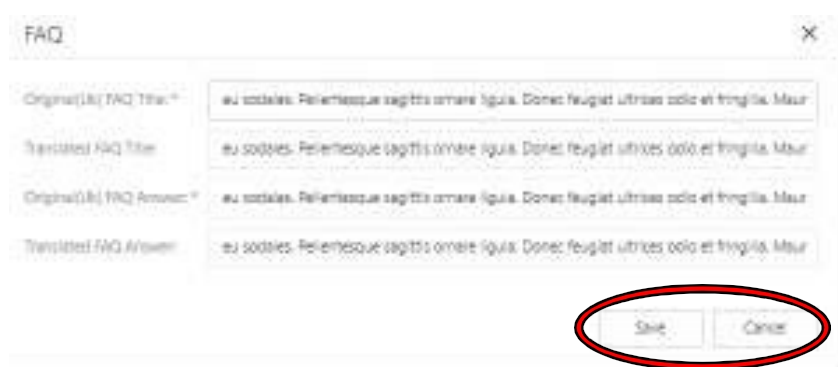 FAQ
Original(UK) FAQ Title: * eu sodales. Pellentesque sagittis ornare ligula. Donec feugiat ultrices odio et fringilla. Maur
Translated FAQ Title: eu sodales. Pellentesque sagittis ornare ligula. Donec feugiat ultrices odio et fringilla. Maur
Original(UK) FAQ Answer: * eu sodales. Pellentesque sagittis ornare ligula. Donec feugiat ultrices odio et fringilla. Maur
Translated FAQ Answer: eu sodales. Pellentesque sagittis ornare ligula. Donec feugiat ultrices odio et fringilla. Maur
Save Cancel